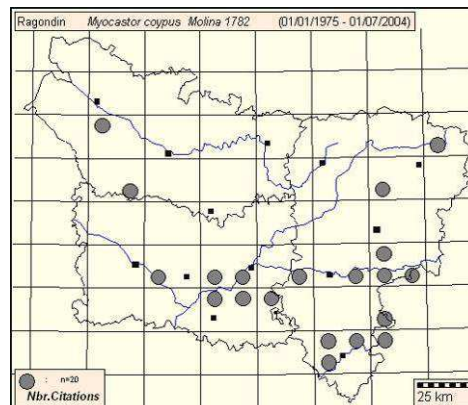 Ragondin Myocastor coypus Molina 1782 (01/01/1975 - 01/07/2004)
: n=20
Nbr.Citations
25 km